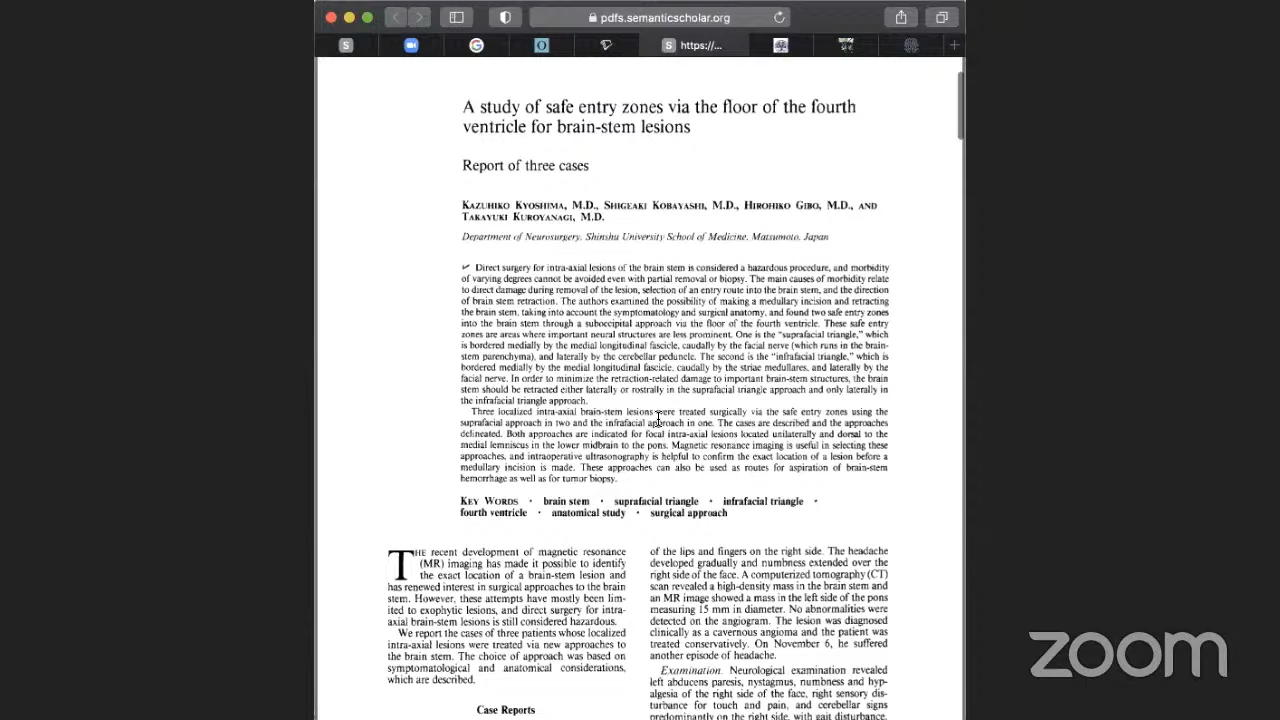 pdfs.semanticscholar.org
S
G
O
S https://...
A study of safe entry zones via the floor of the fourth
ventricle for brain-stem lesions
Report of three cases
KAZUHIKO KYOSHIMA, M.D., SHIGEAKI KOBAYASHI, M.D., HIROHIKO GIBO, M.D., AND
TAKAYUKI KUROYANAGI, M.D.
Department of Neurosurgery, Shinshu University School of Medicine, Matsumoto, Japan
✓ Direct surgery for intra-axial lesions of the brain stem is considered a hazardous procedure, and morbidity
of varying degrees cannot be avoided even with partial removal or biopsy. The main causes of morbidity relate
to direct damage during removal of the lesion, selection of an entry route into the brain stem, and the direction
of brain stem retraction. The authors examined the possibility of making a medullary incision and retracting
the brain stem, taking into account the symptomatology and surgical anatomy, and found two safe entry zones
into the brain stem through a suboccipital approach via the floor of the fourth ventricle. These safe entry
zones are areas where important neural structures are less prominent. One is the "suprafacial triangle," which
is bordered medially by the medial longitudinal fascicle, caudally by the facial nerve (which runs in the brain-
stem parenchyma), and laterally by the cerebellar peduncle. The second is the "infrafacial triangle," which is
bordered medially by the medial longitudinal fascicle, caudally by the striae medullares, and laterally by the
facial nerve. In order to minimize the retraction-related damage to important brain-stem structures, the brain
stem should be retracted either laterally or rostrally in the suprafacial triangle approach and only laterally in
the infrafacial triangle approach.
Three localized intra-axial brain-stem lesions were treated surgically via the safe entry zones using the
suprafacial approach in two and the infrafacial approach in one. The cases are described and the approaches
delineated. Both approaches are indicated for focal intra-axial lesions located unilaterally and dorsal to the
medial lemniscus in the lower midbrain to the pons. Magnetic resonance imaging is useful in selecting these
approaches, and intraoperative ultrasonography is helpful to confirm the exact location of a lesion before a
medullary incision is made. These approaches can also be used as routes for aspiration of brain-stem
hemorrhage as well as for tumor biopsy.
KEY WORDS · brain stem · suprafacial triangle · infrafacial triangle ·
fourth ventricle · anatomical study · surgical approach
THE recent development of magnetic resonance
(MR) imaging has made it possible to identify
the exact location of a brain-stem lesion and
has renewed interest in surgical approaches to the brain
stem. However, these attempts have mostly been lim-
ited to exophytic lesions, and direct surgery for intra-
axial brain-stem lesions is still considered hazardous.
We report the cases of three patients whose localized
intra-axial lesions were treated via new approaches to
the brain stem. The choice of approach was based on
symptomatological and anatomical considerations,
which are described.
Case Reports
of the lips and fingers on the right side. The headache
developed gradually and numbness extended over the
right side of the face. A computerized tomography (CT)
scan revealed a high-density mass in the brain stem and
an MR image showed a mass in the left side of the pons
measuring 15 mm in diameter. No abnormalities were
detected on the angiogram. The lesion was diagnosed
clinically as a cavernous angioma and the patient was
treated conservatively. On November 6, he suffered
another episode of headache.
Examination. Neurological examination revealed
left abducens paresis, nystagmus, numbness and hyp-
algesia of the right side of the face, right sensory dis-
turbance for touch and pain, and cerebellar signs
predominantly on the right side, with gait disturbance.
zoom